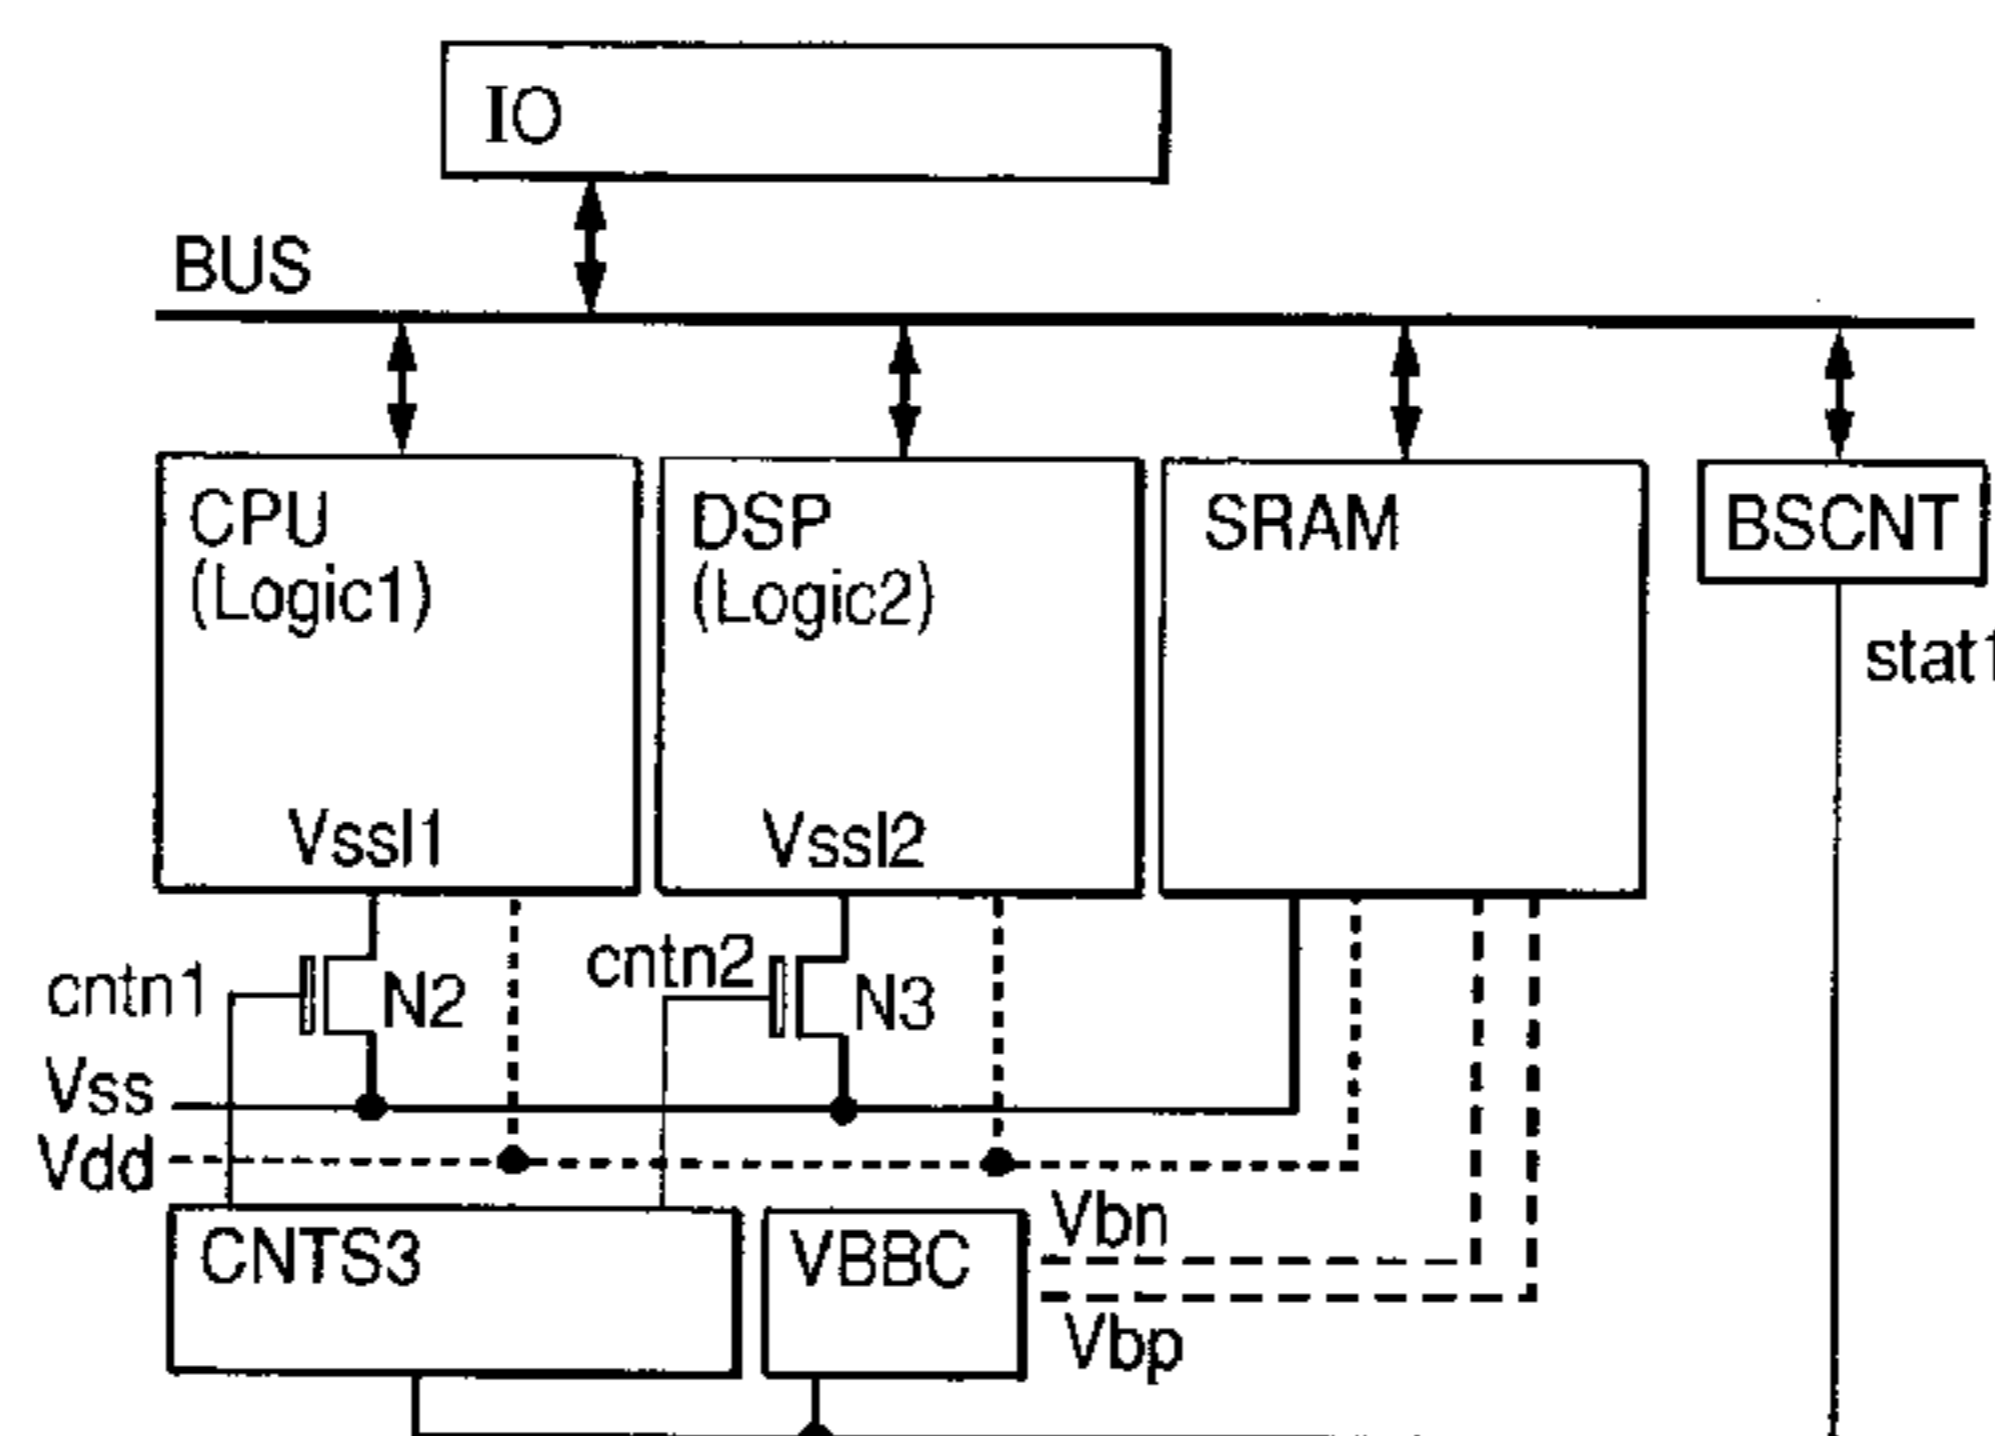 IO
BUS
CPU
(Logic1)
DSP
(Logic2)
SRAM
BSCNT
stat1
Vssl1
Vssl2
cntn1
N2
cntn2
N3
Vss
Vdd
CNTS3
VBBC
Vbn
Vbp